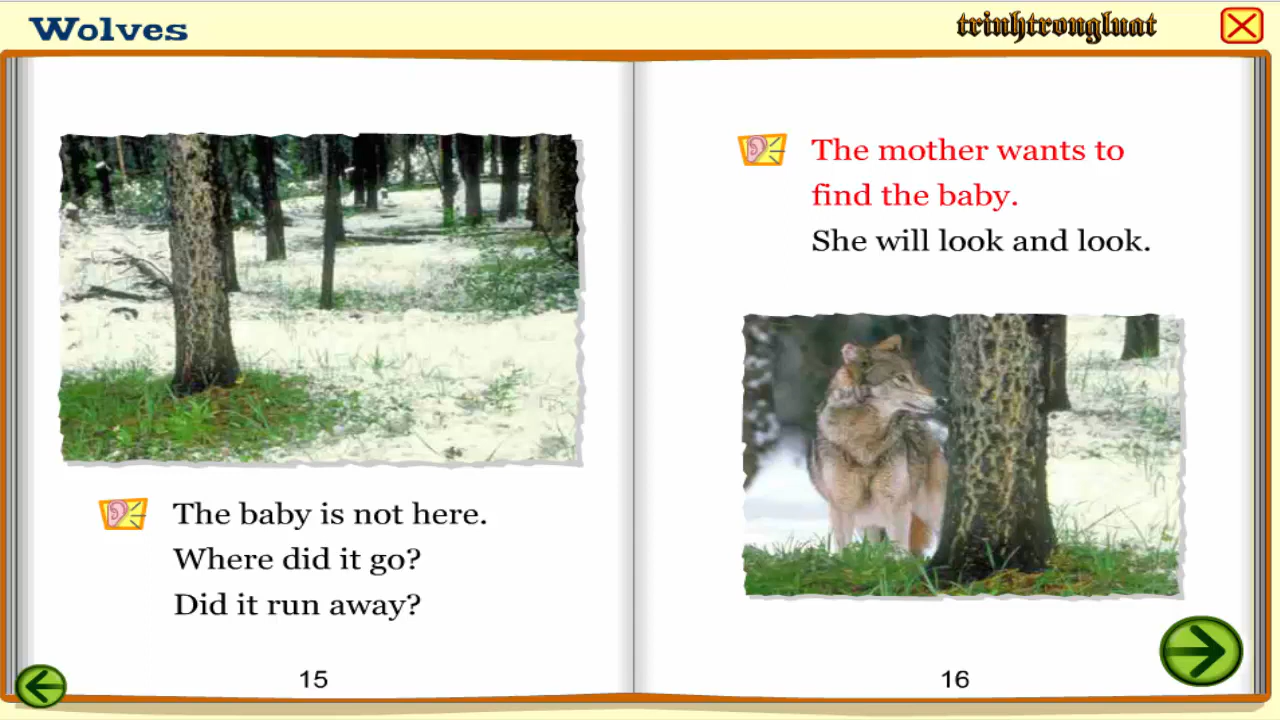 Wolves
trinhtrongluat
The baby is not here.
Where did it go?
Did it run away?
15
The mother wants to
find the baby.
She will look and look.
16